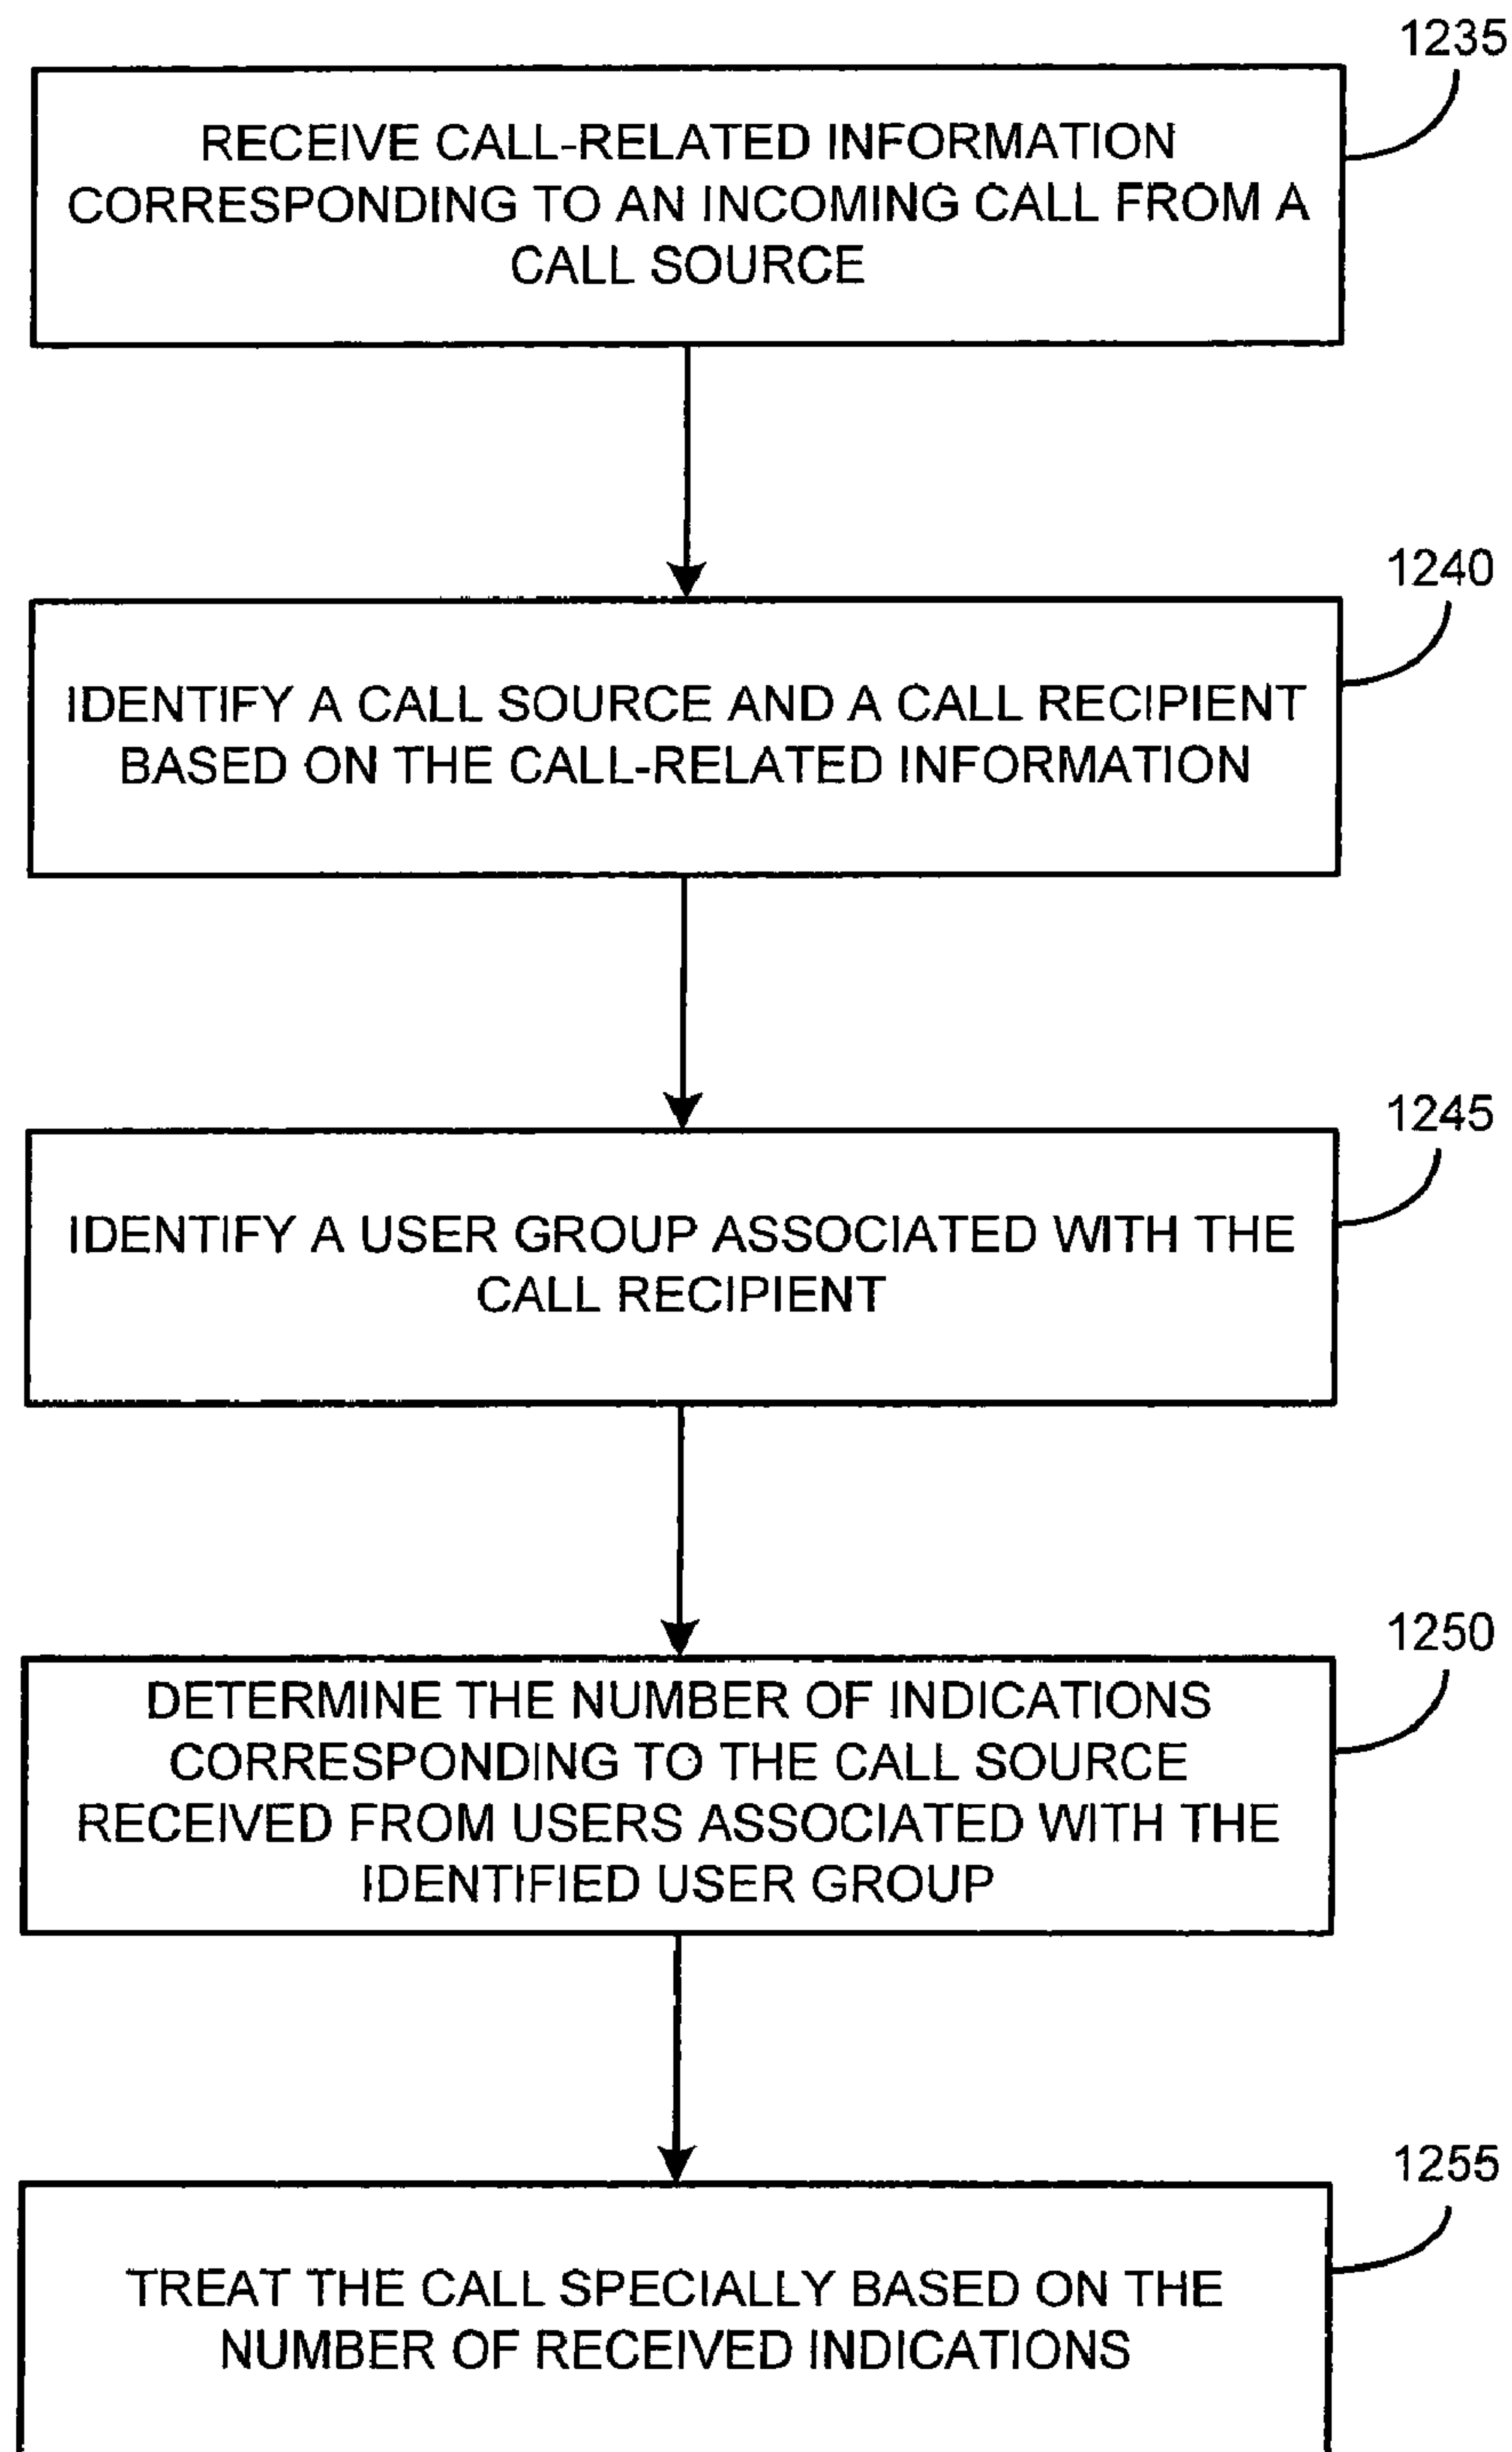 1235
RECEIVE CALL-RELATED INFORMATION
CORRESPONDING TO AN INCOMING CALL FROM A
CALL SOURCE
1240
IDENTIFY A CALL SOURCE AND A CALL RECIPIENT
BASED ON THE CALL-RELATED INFORMATION
1245
IDENTIFY A USER GROUP ASSOCIATED WITH THE
CALL RECIPIENT
1250
DETERMINE THE NUMBER OF INDICATIONS
CORRESPONDING TO THE CALL SOURCE
RECEIVED FROM USERS ASSOCIATED WITH THE
IDENTIFIED USER GROUP
1255
TREAT THE CALL SPECIALLY BASED ON THE
NUMBER OF RECEIVED INDICATIONS